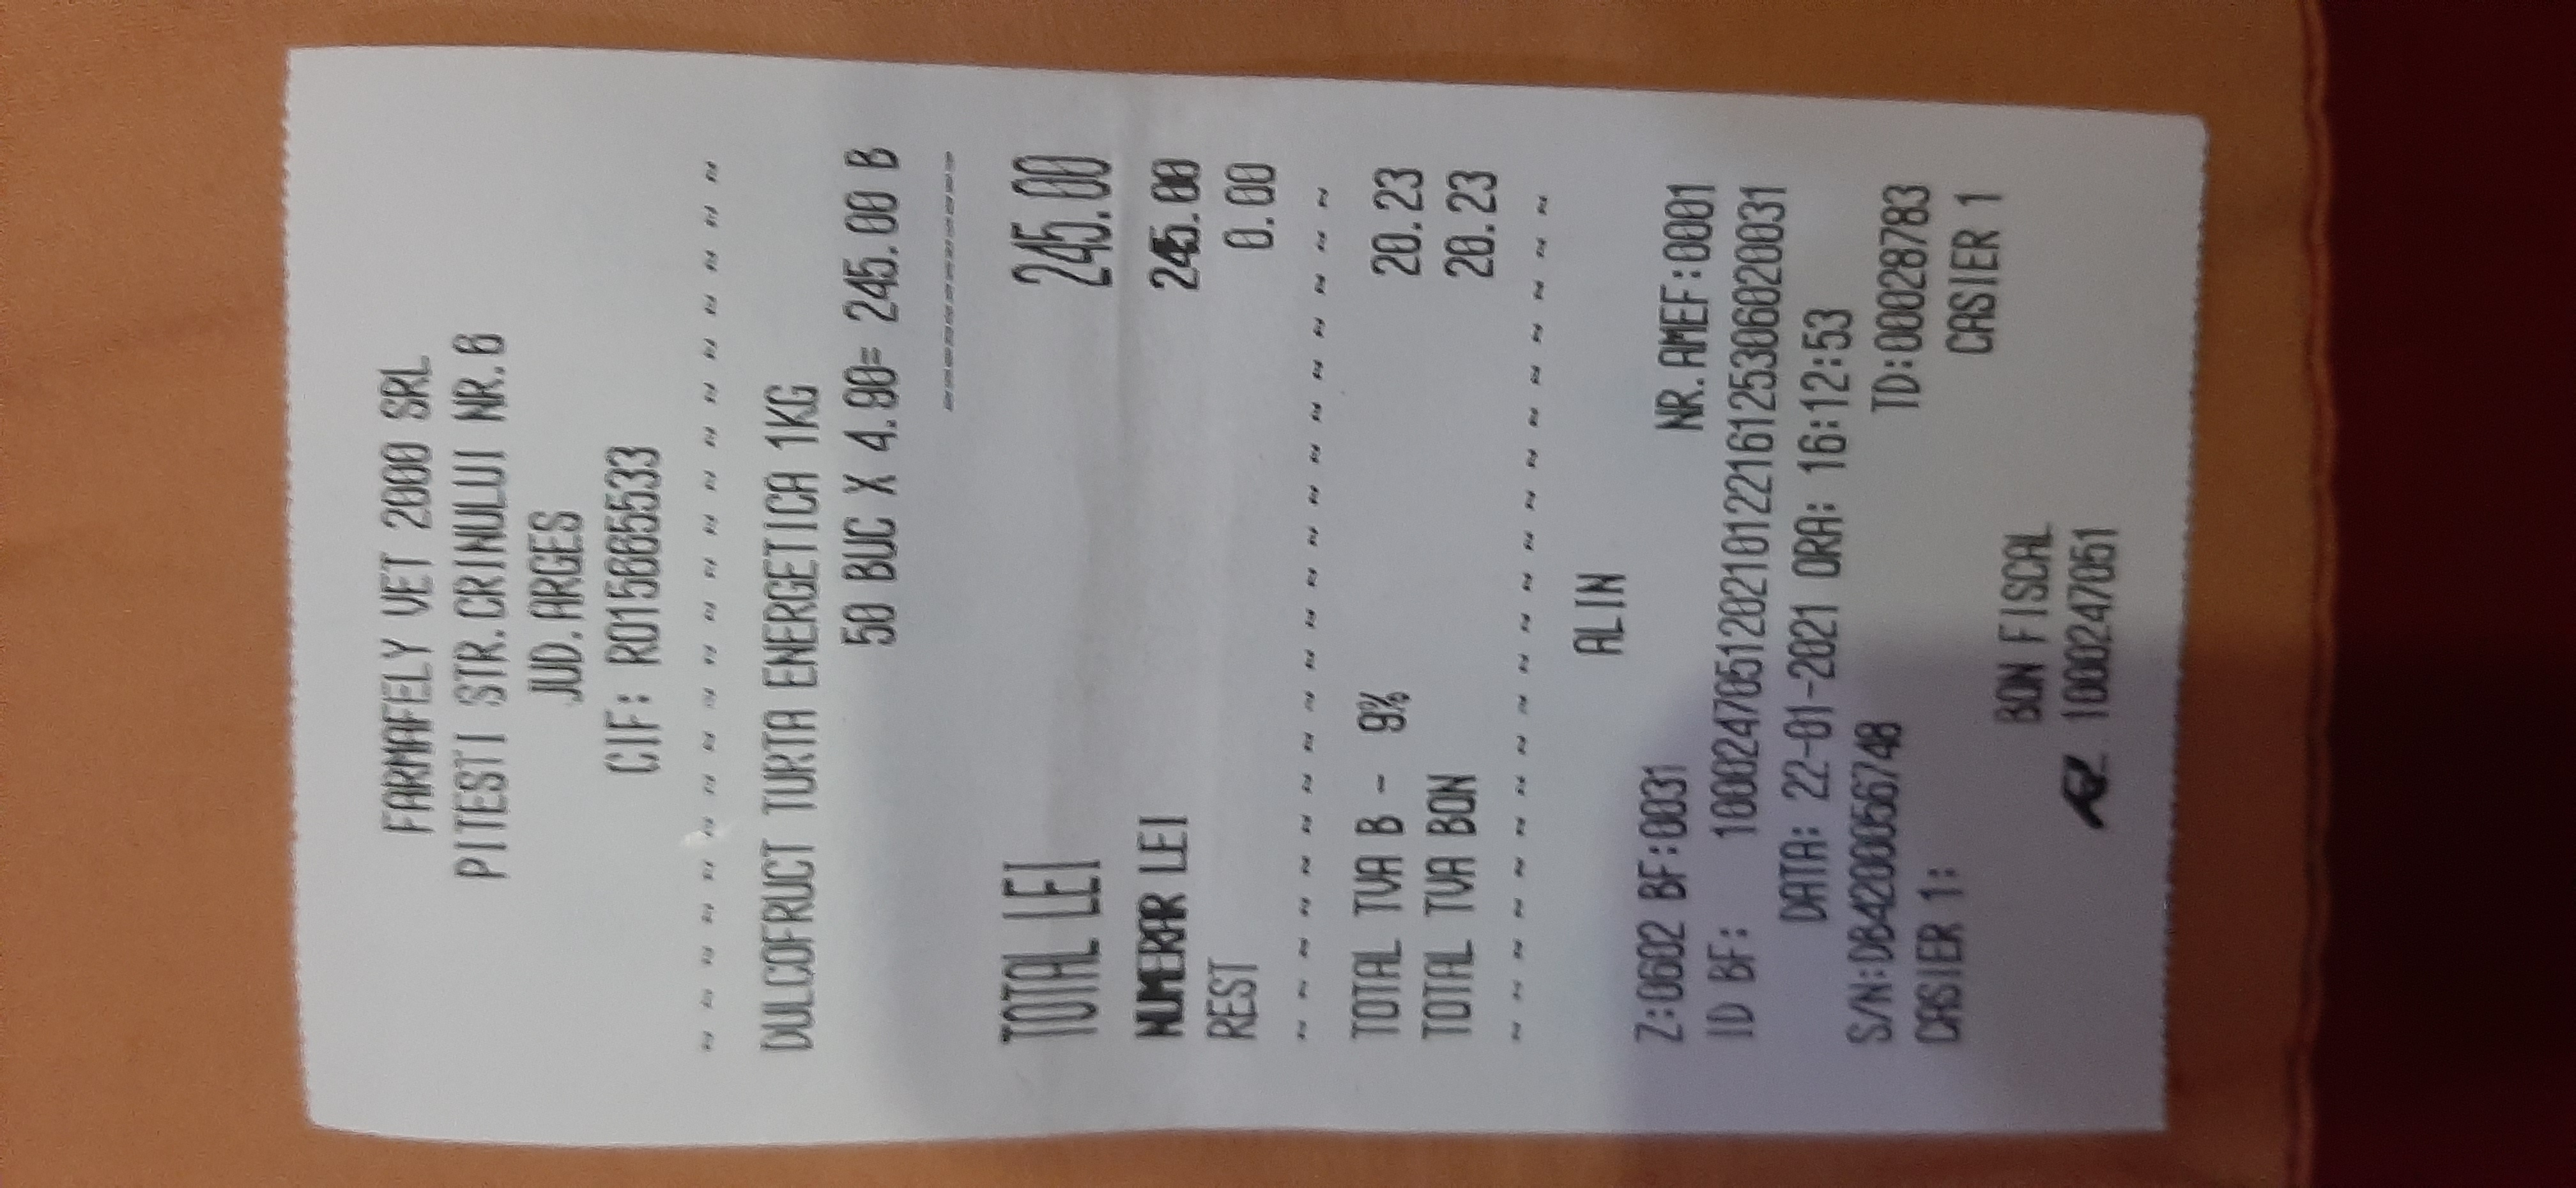 FARMAFELY VET 2000 SRL
PITESTI STR.CRINULUI NR.6
JUD.ARGES
CIF: RO15005533
~ ~ ~ ~ ~ ~ ~ ~ ~ ~ ~ ~ ~ ~ ~ ~ ~ ~ ~ ~
DULCOFRUCT TURTA ENERGETICA 1KG
50 BUC X 4.90= 245.00 B
----------
TOTAL LEI 245.00
NUMERAR LEI 245.00
REST 0.00
~ ~ ~ ~ ~ ~ ~ ~ ~ ~ ~ ~ ~ ~ ~ ~ ~ ~ ~ ~
TOTAL TVA B - 9% 20.23
TOTAL TVA BON 20.23
~ ~ ~ ~ ~ ~ ~ ~ ~ ~ ~ ~ ~ ~ ~ ~ ~ ~ ~ ~
ALIN
Z:0602 BF:0031 NR.AMEF:0001
ID BF: 10002470512021012216125306020031
DATA: 22-01-2021 ORA: 16:12:53
S/N:DB4200056748 TD:00028783
CASIER 1: CASIER 1
BON FISCAL
1000247051